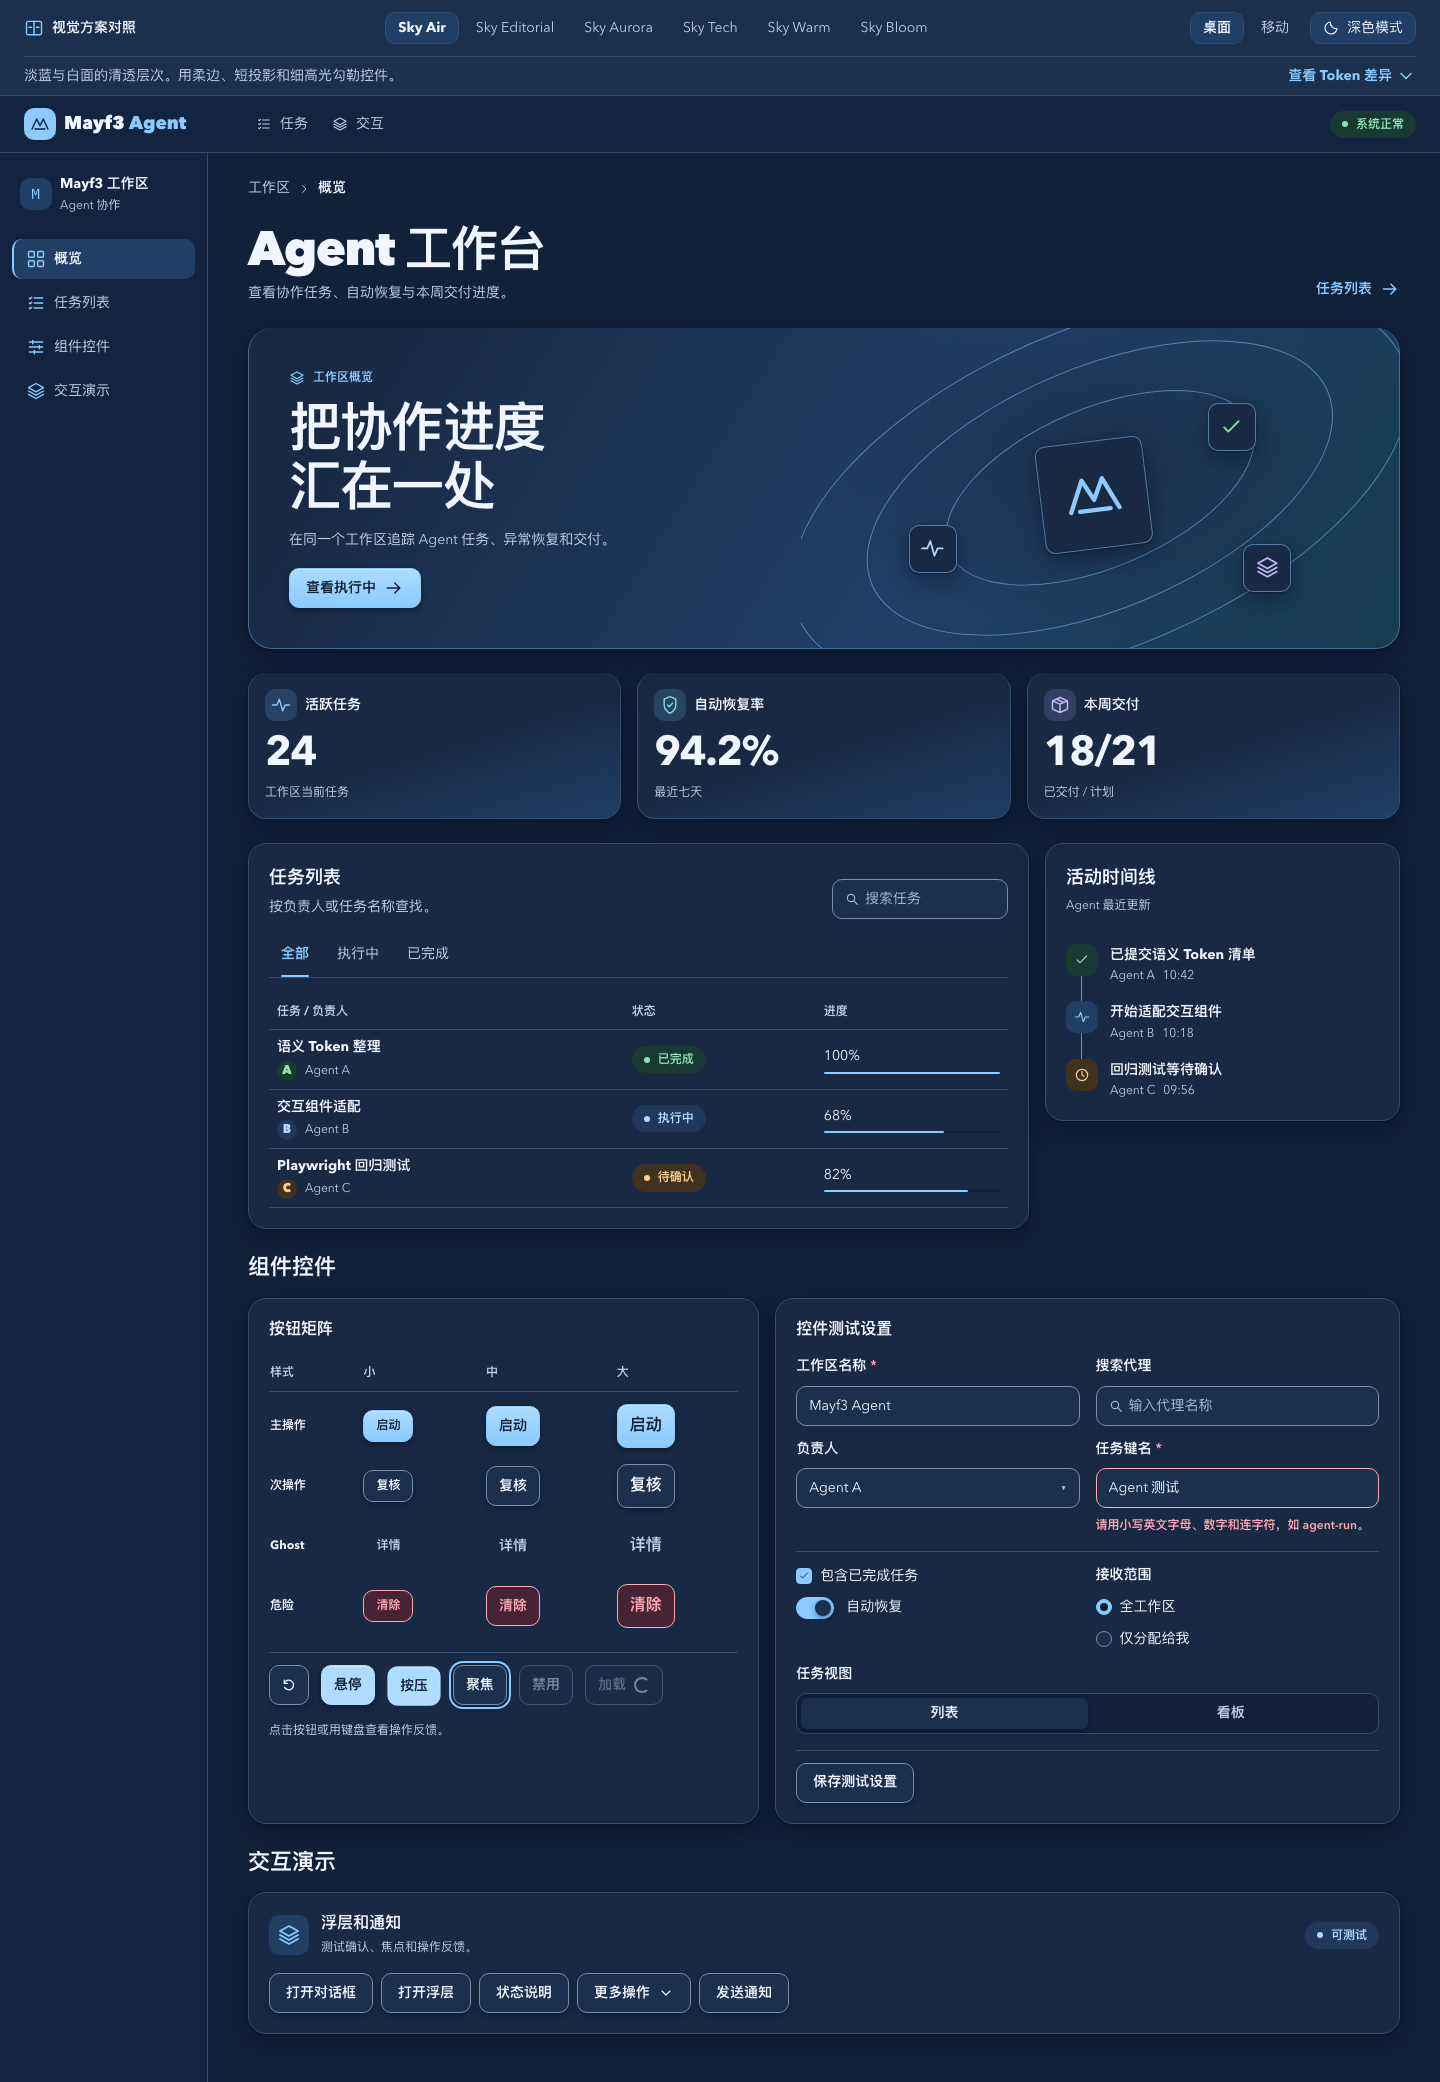 视觉方案对照
Sky Air
Sky Editorial
Sky Aurora
Sky Tech
Sky Warm
Sky Bloom
桌面
移动
深色模式
淡蓝与白面的清透层次。用柔边、短投影和细高光勾勒控件。
查看 Token 差异
Mayf3 Agent
任务
交互
系统正常
M
Mayf3 工作区
Agent 协作
概览
任务列表
组件控件
交互演示
工作区
概览
Agent 工作台
查看协作任务、自动恢复与本周交付进度。
任务列表
工作区概览
把协作进度
汇在一处
在同一个工作区追踪 Agent 任务、异常恢复和交付。
查看执行中
活跃任务
24
工作区当前任务
自动恢复率
94.2%
最近七天
本周交付
18/21
已交付 / 计划
任务列表
按负责人或任务名称查找。
搜索任务
全部
执行中
已完成
任务 / 负责人
状态
进度
语义 Token 整理
A
Agent A
已完成
100%
交互组件适配
B
Agent B
执行中
68%
Playwright 回归测试
C
Agent C
待确认
82%
活动时间线
Agent 最近更新
已提交语义 Token 清单
Agent A 10:42
开始适配交互组件
Agent B 10:18
回归测试等待确认
Agent C 09:56
组件控件
按钮矩阵
样式
小
中
大
主操作
启动
启动
启动
次操作
复核
复核
复核
Ghost
详情
详情
详情
危险
清除
清除
清除
悬停
按压
聚焦
禁用
加载
点击按钮或用键盘查看操作反馈。
控件测试设置
工作区名称 *
Mayf3 Agent
搜索代理
输入代理名称
负责人
Agent A
任务键名 *
Agent 测试
请用小写英文字母、数字和连字符，如 agent-run。
包含已完成任务
自动恢复
接收范围
全工作区
仅分配给我
任务视图
列表
看板
保存测试设置
交互演示
浮层和通知
测试确认、焦点和操作反馈。
可测试
打开对话框
打开浮层
状态说明
更多操作
发送通知